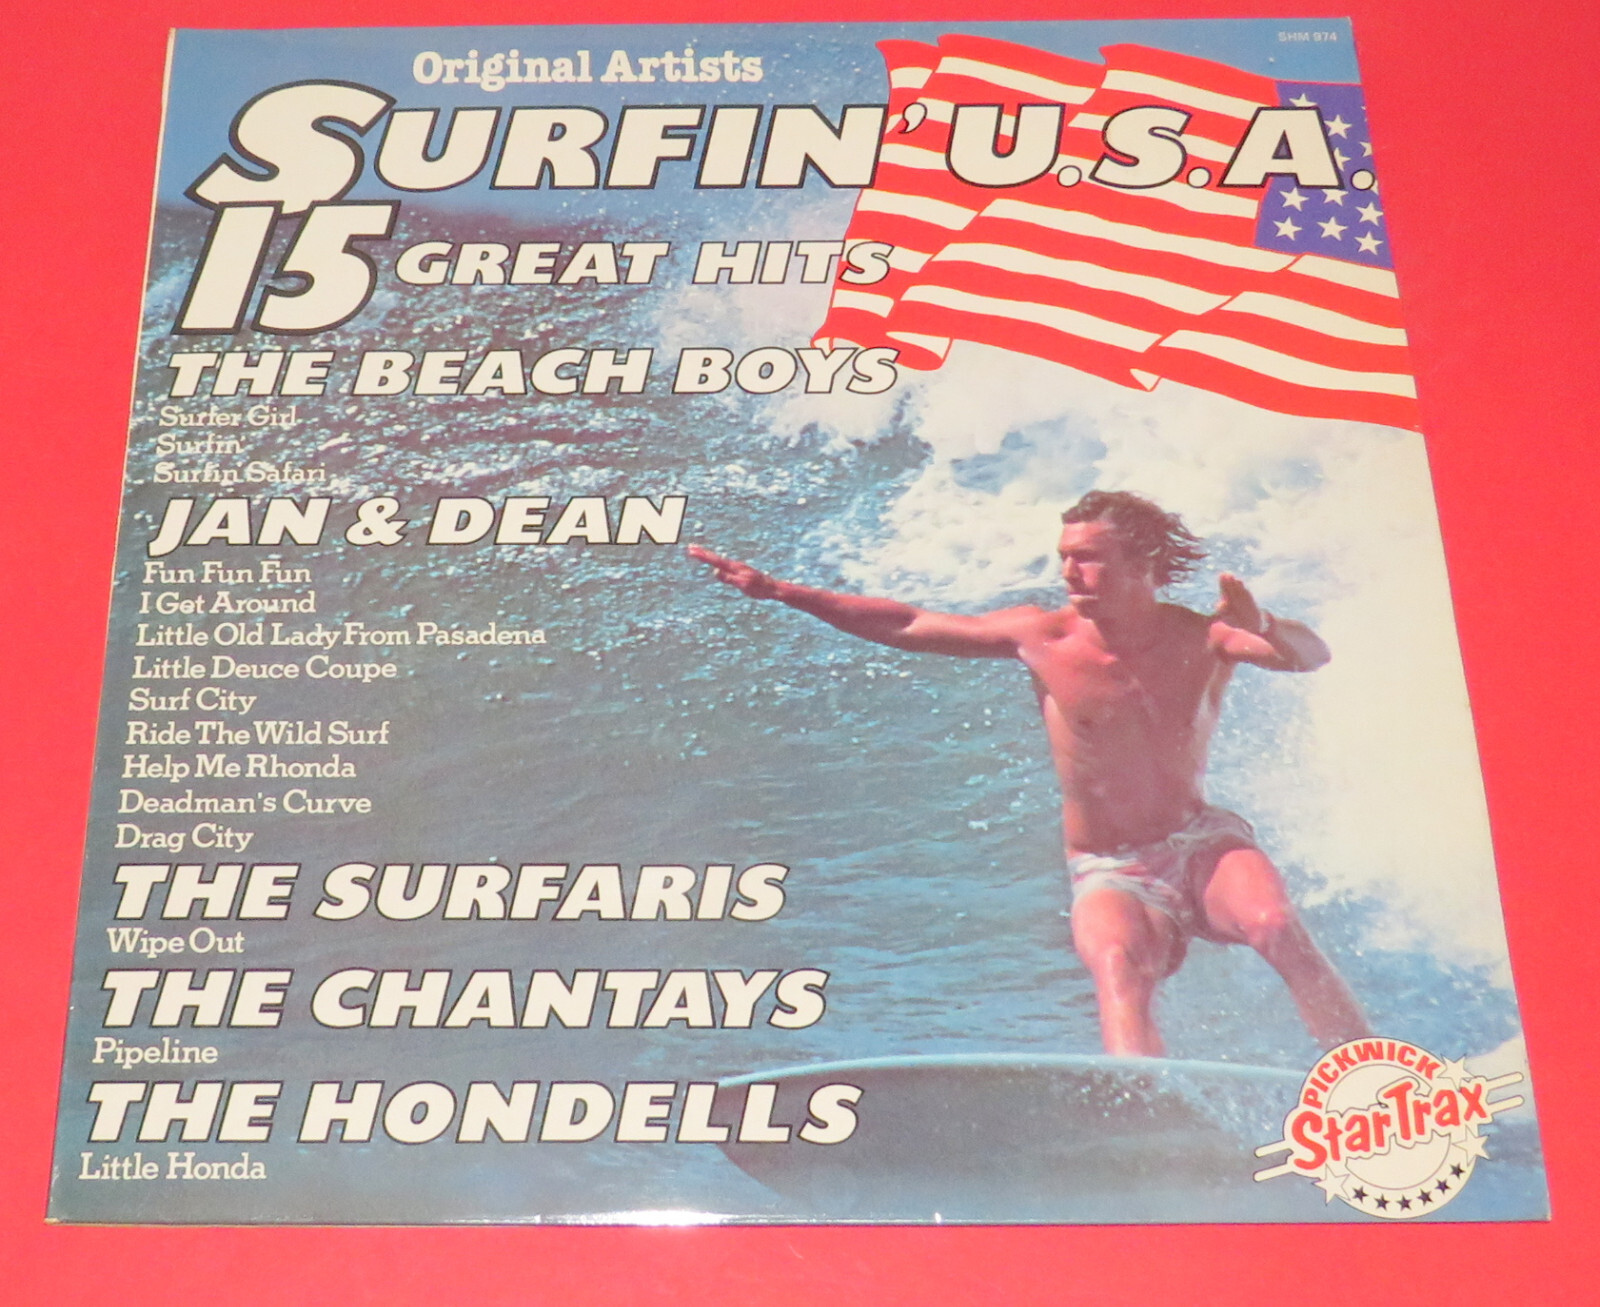 SHM 974
Original Artists
SURFIN' U.S.A.
15 GREAT HITS
THE BEACH BOYS
Surfer Girl
Surfin'
Surfin' Safari
JAN & DEAN
Fun Fun Fun
I Get Around
Little Old Lady From Pasadena
Little Deuce Coupe
Surf City
Ride The Wild Surf
Help Me Rhonda
Deadman's Curve
Drag City
THE SURFARIS
Wipe Out
THE CHANTAYS
Pipeline
THE HONDELLS
Little Honda
PICKWICK
Star Trax